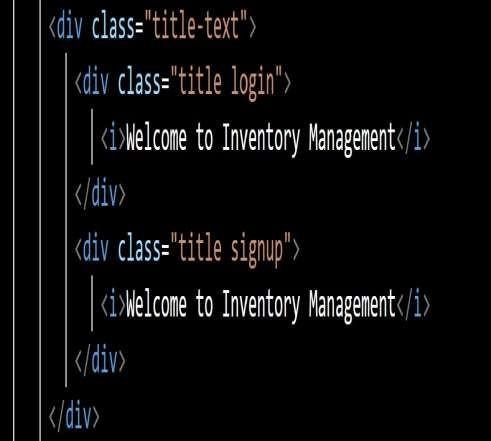 <div class="title-text">
<div class="title login">
<i>Welcome to Inventory Management</i>
</div>
<div class="title signup">
<i>Welcome to Inventory Management</i>
</div>
</div>